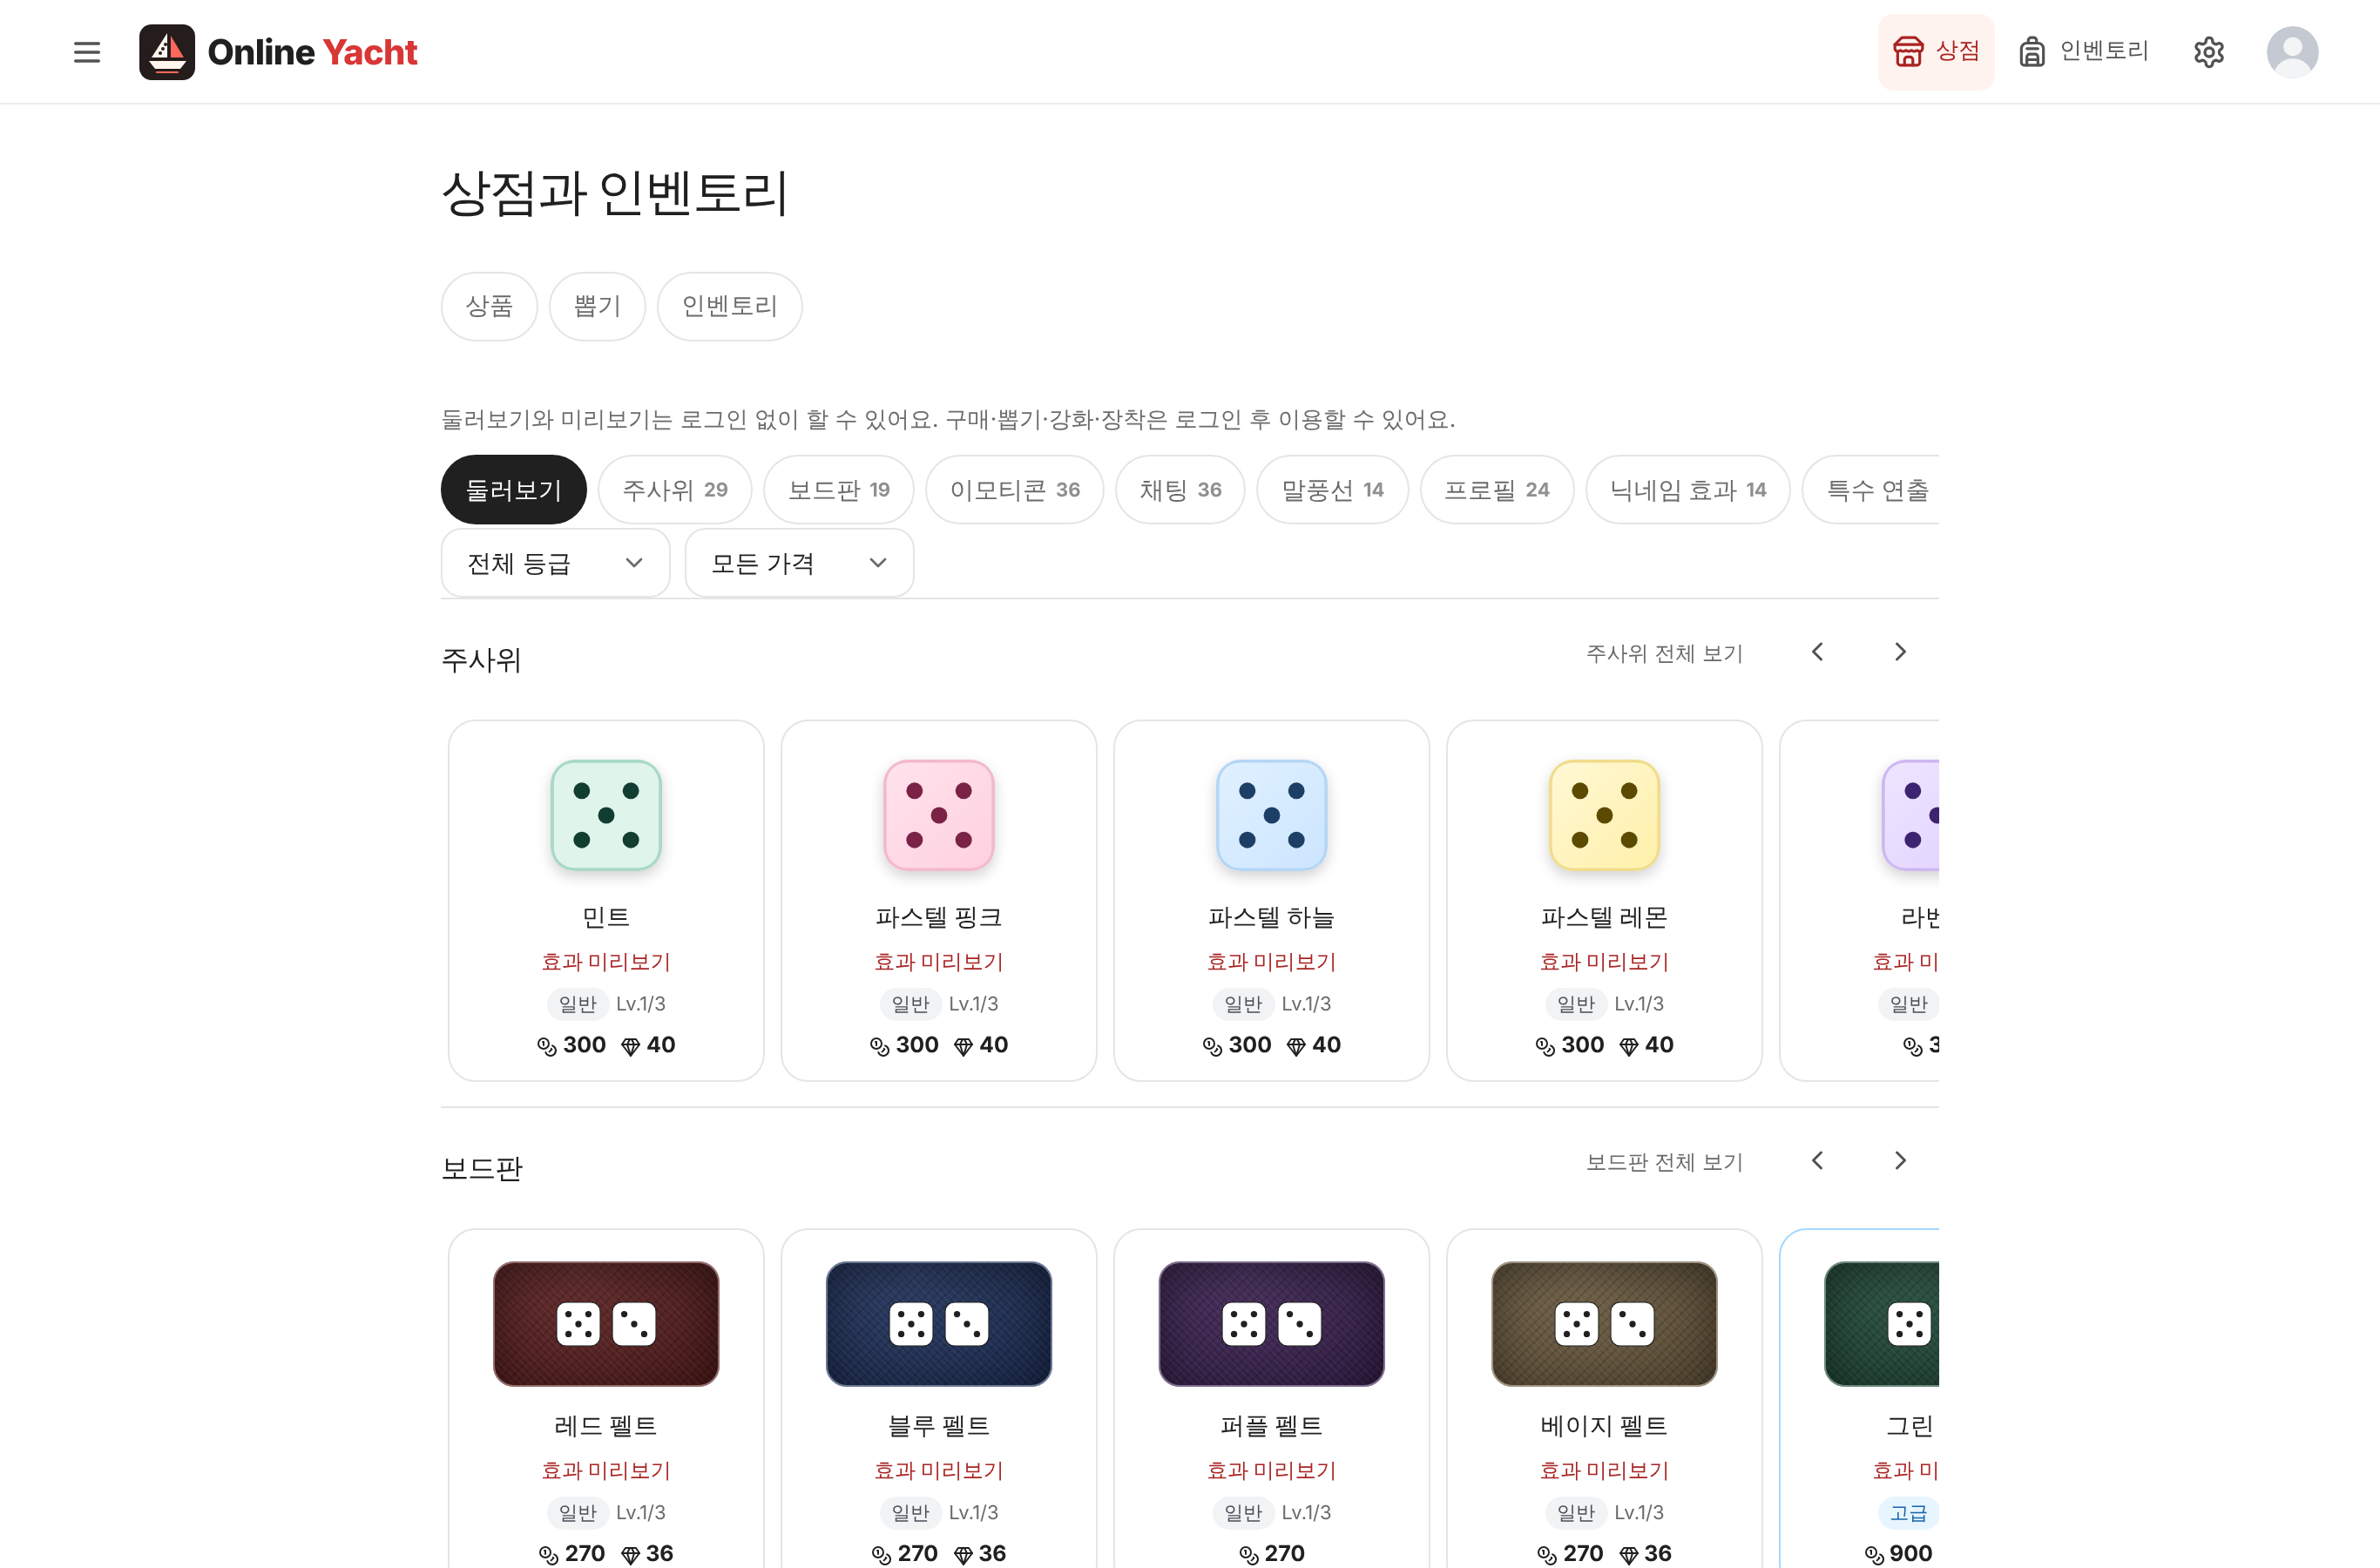 Online Yacht
상점
인벤토리
상점과 인벤토리
상품
뽑기
인벤토리
둘러보기와 미리보기는 로그인 없이 할 수 있어요. 구매·뽑기·강화·장착은 로그인 후 이용할 수 있어요.
둘러보기
주사위 29
보드판 19
이모티콘 36
채팅 36
말풍선 14
프로필 24
닉네임 효과 14
특수 연출
전체 등급
모든 가격
주사위
주사위 전체 보기
민트
효과 미리보기
일반 Lv.1/3
300 40
파스텔 핑크
효과 미리보기
일반 Lv.1/3
300 40
파스텔 하늘
효과 미리보기
일반 Lv.1/3
300 40
파스텔 레몬
효과 미리보기
일반 Lv.1/3
300 40
효과 미
일반
보드판
보드판 전체 보기
레드 펠트
효과 미리보기
일반 Lv.1/3
270 36
블루 펠트
효과 미리보기
일반 Lv.1/3
270 36
퍼플 펠트
효과 미리보기
일반 Lv.1/3
270
베이지 펠트
효과 미리보기
일반 Lv.1/3
270 36
그린
효과 미
고급
900